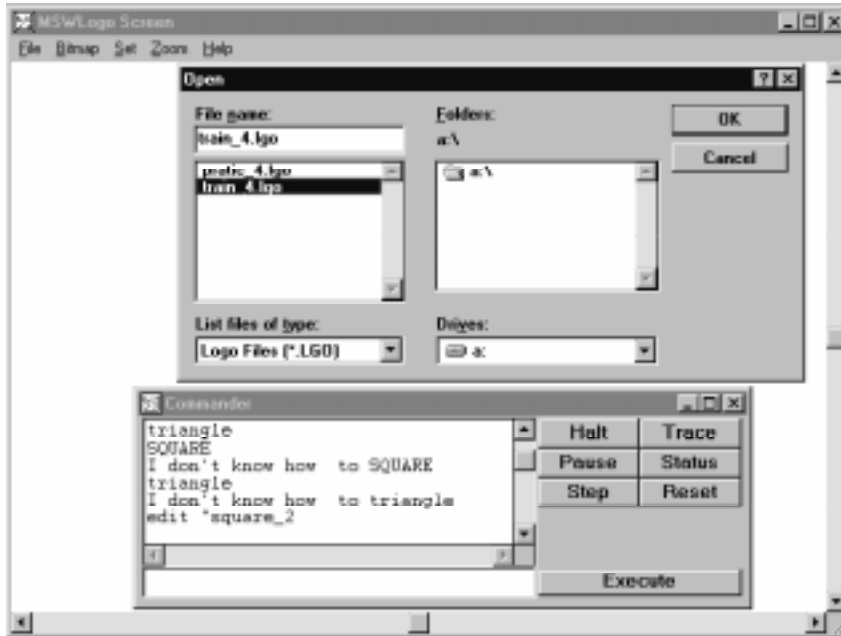 MSWLogo Screen
File Bitmap Set Zoom Help
Open
File name:
train_4.lgo
pratic_4.lgo
train_4.lgo
Folders:
a:\
a:\
OK
Cancel
List files of type:
Logo Files (*.LGO)
Drives:
a:
Commander
triangle
SQUARE
I don't know how to SQUARE
triangle
I don't know how to triangle
edit "square_2
Halt Trace
Pause Status
Step Reset
Execute